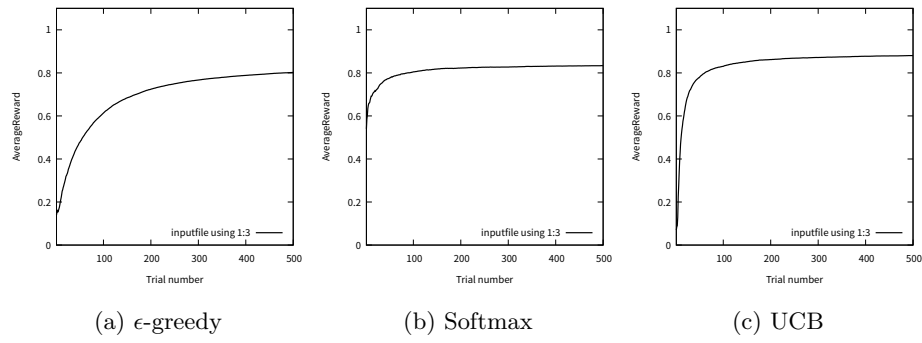 1
0.8
0.6
0.4
0.2
0
AverageReward
inputfile using 1:3
0 100 200 300 400 500
Trial number
(a) ϵ-greedy
1
0.8
0.6
0.4
0.2
0
AverageReward
inputfile using 1:3
0 100 200 300 400 500
Trial number
(b) Softmax
1
0.8
0.6
0.4
0.2
0
AverageReward
inputfile using 1:3
0 100 200 300 400 500
Trial number
(c) UCB